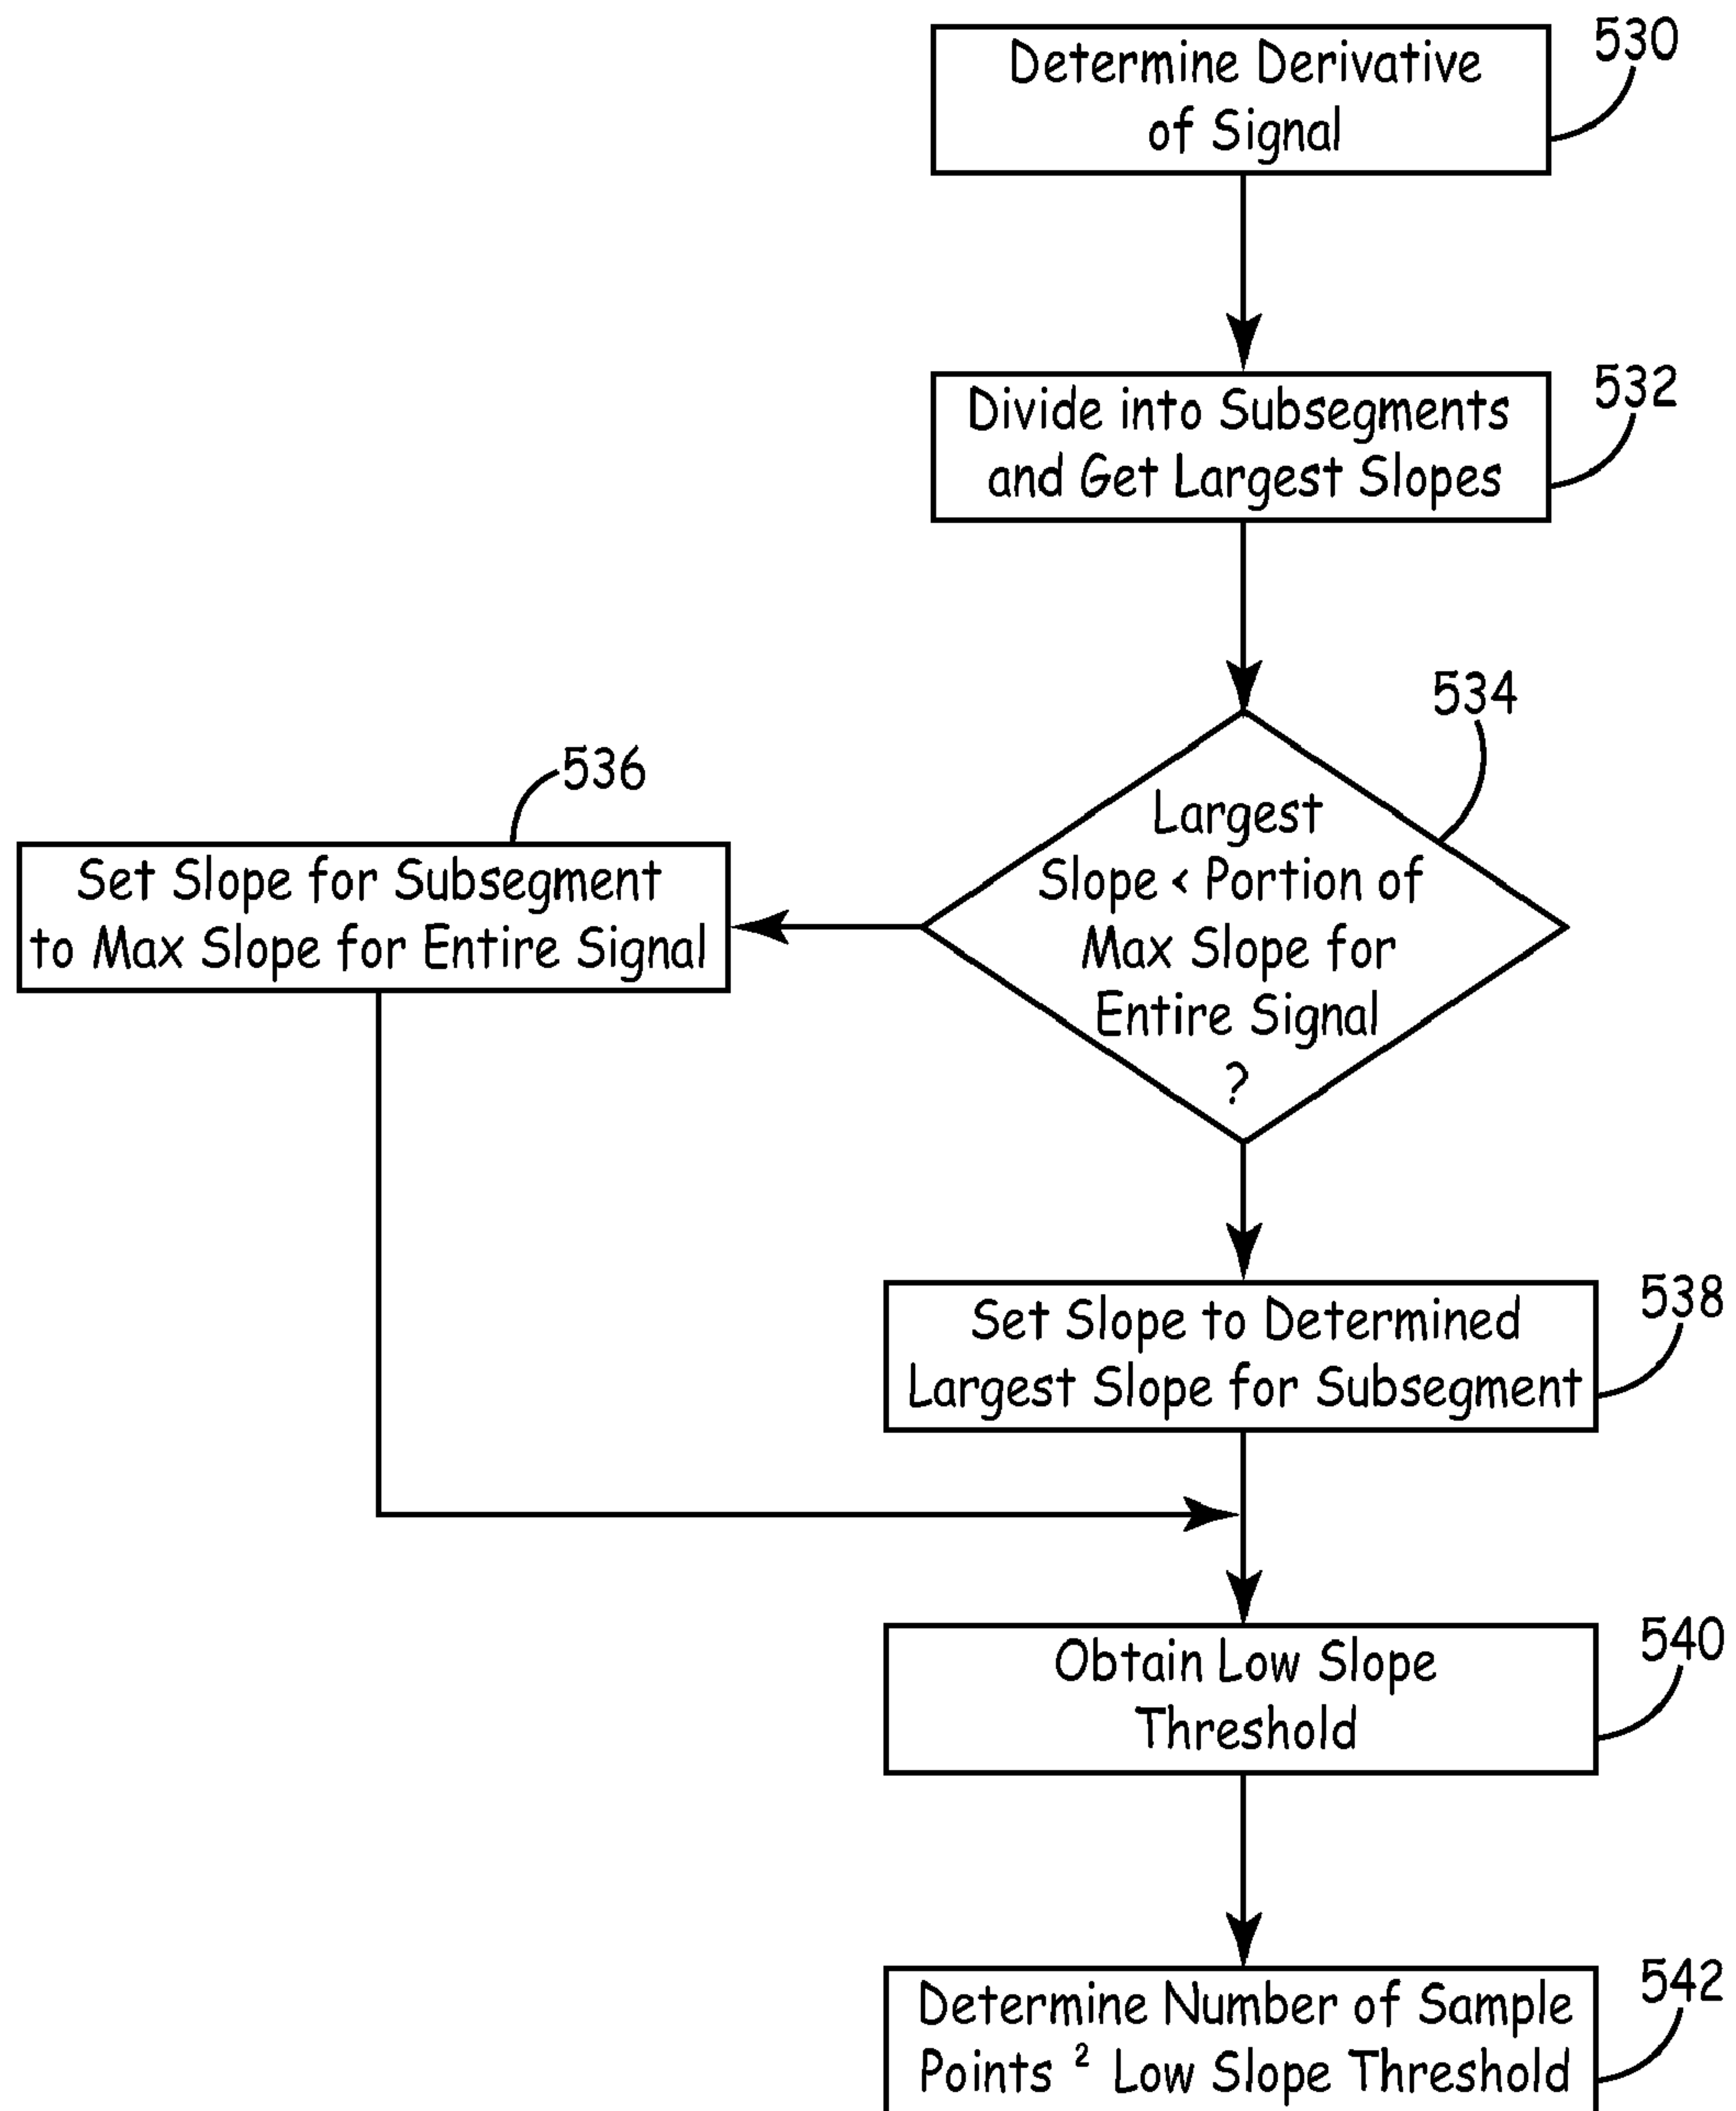 530
Determine Derivative
of Signal
532
Divide into Subsegments
and Get Largest Slopes
534
Largest
Slope < Portion of
Max Slope for
Entire Signal
?
536
Set Slope for Subsegment
to Max Slope for Entire Signal
538
Set Slope to Determined
Largest Slope for Subsegment
540
Obtain Low Slope
Threshold
542
Determine Number of Sample
Points ² Low Slope Threshold